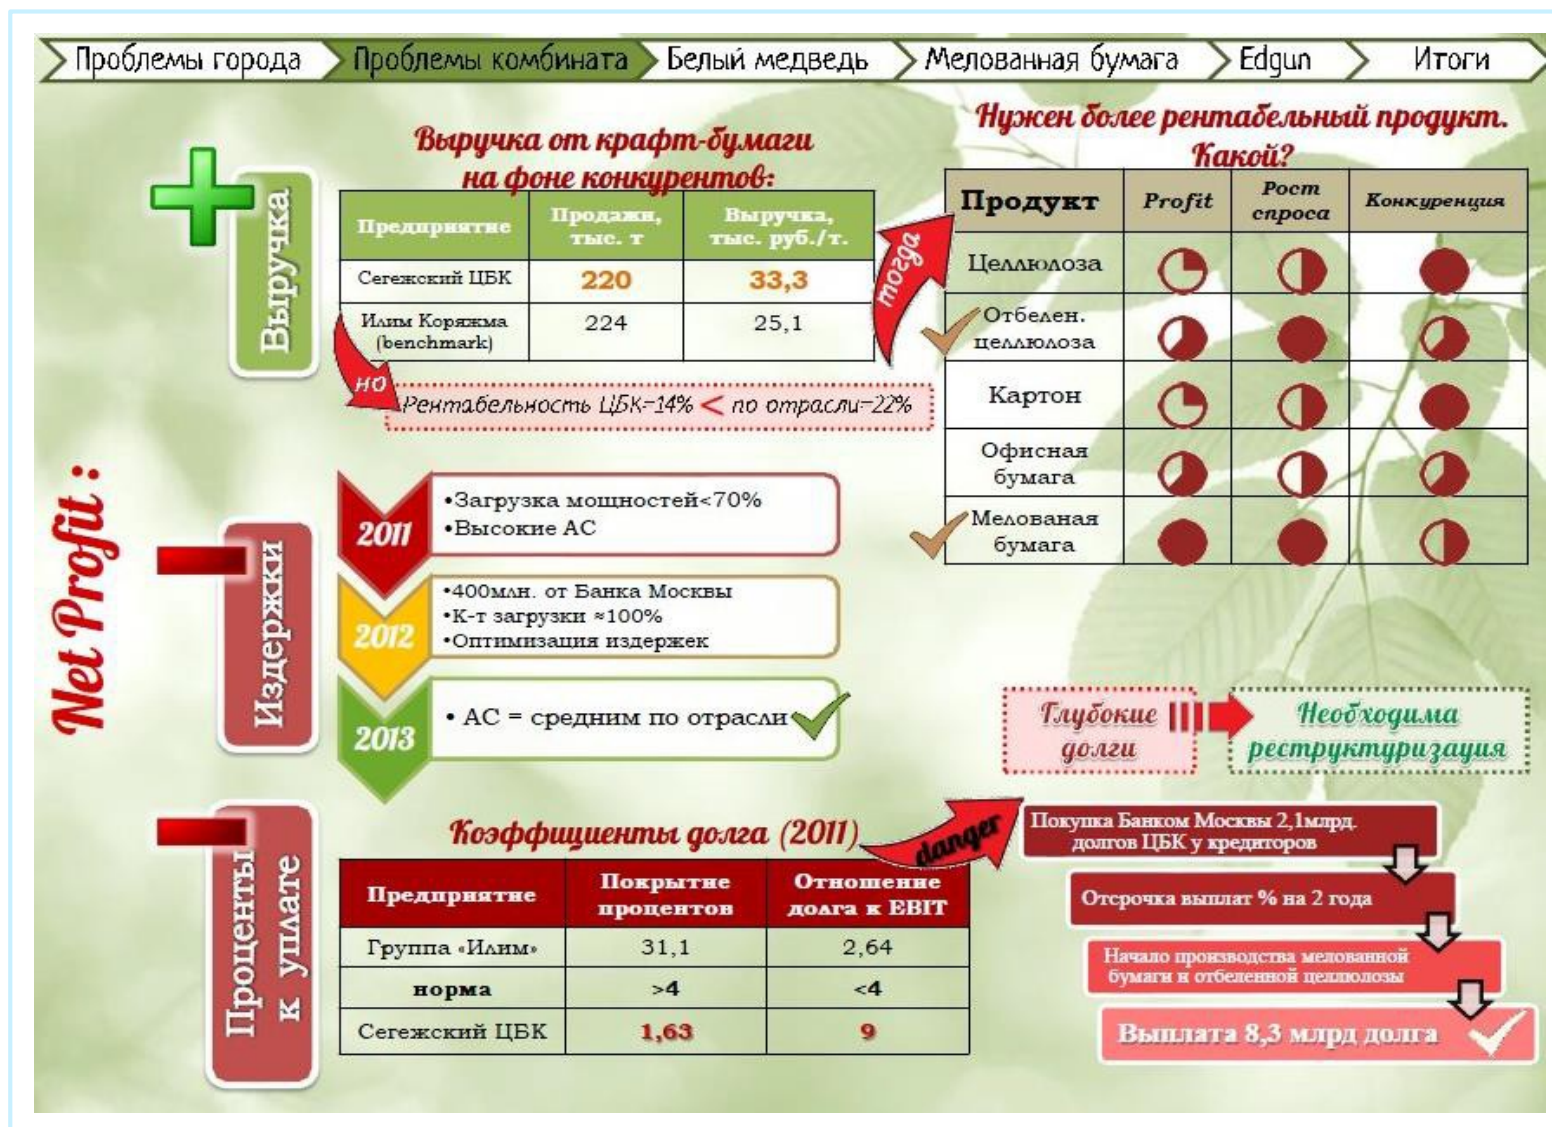 Проблемы города
Проблемы комбината
Белый медведь
Мелованная бумага
Edgun
Итоги
Net Profit :
Выручка
Выручка от крафт-бумаги
на фоне конкурентов:
Предприятие
Продажи,
тыс. т
Выручка,
тыс. руб./т.
Сегежский ЦБК
220
33,3
Илим Коряжма
(benchmark)
224
25,1
но
Рентабельность ЦБК=14% < по отрасли=22%
тогда
Нужен более рентабельный продукт.
Какой?
Продукт
Profit
Рост
спроса
Конкуренция
Целлюлоза
Отбелен.
целлюлоза
Картон
Офисная
бумага
Мелованая
бумага
Издержки
2011
•Загрузка мощностей<70%
•Высокие АС
2012
•400млн. от Банка Москвы
•К-т загрузки ≈100%
•Оптимизация издержек
2013
• АС = средним по отрасли
Проценты
к уплате
Коэффициенты долга (2011)
Предприятие
Покрытие
процентов
Отношение
долга к EBIT
Группа «Илим»
31,1
2,64
норма
>4
<4
Сегежский ЦБК
1,63
9
danger
Глубокие
долги
Необходима
реструктуризация
Покупка Банком Москвы 2,1млрд.
долгов ЦБК у кредиторов
Отсрочка выплат % на 2 года
Начало производства мелованной
бумаги и отбеленной целлюлозы
Выплата 8,3 млрд долга